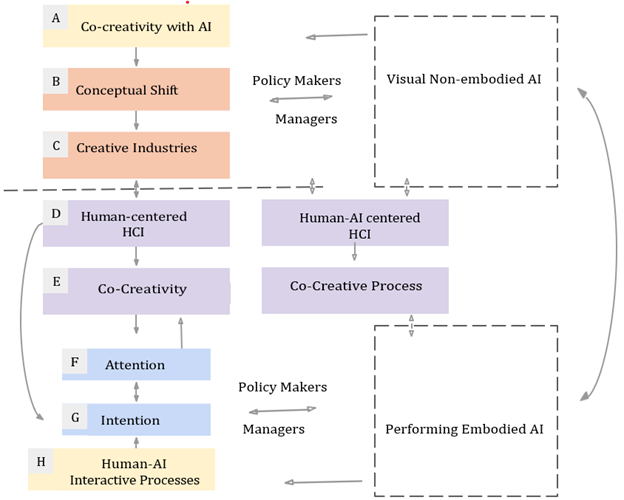 A
Co-creativity with AI
B
Conceptual Shift
C
Creative Industries
Policy Makers
Managers
Visual Non-embodied AI
D
Human-centered
HCI
Human-AI centered
HCI
E
Co-Creativity
Co-Creative Process
F
Attention
G
Intention
H
Human-AI
Interactive Processes
Policy Makers
Managers
Performing Embodied AI